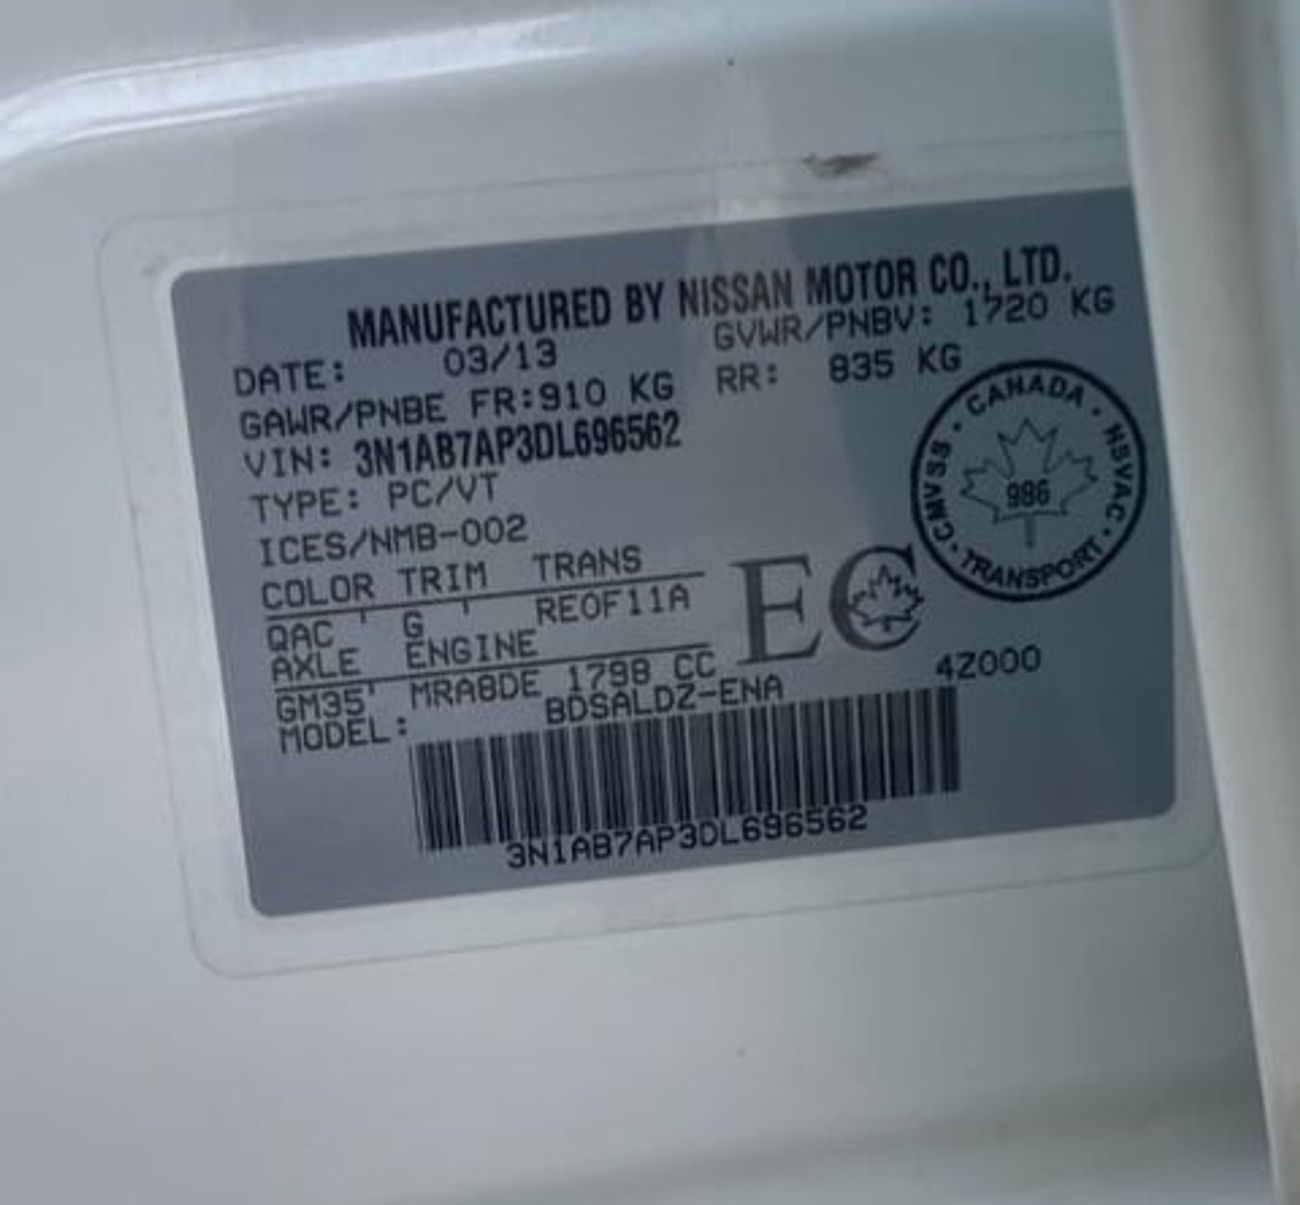 MANUFACTURED BY NISSAN MOTOR CO., LTD.
DATE: 03/13 GVWR/PNBV: 1720 KG
GAWR/PNBE FR:910 KG RR: 835 KG
VIN: 3N1AB7AP3DL696562
TYPE: PC/VT
ICES/NMB-002
COLOR TRIM TRANS
QAC ' G ' RE0F11A
AXLE ENGINE
GM35' MRA8DE 1798 CC
MODEL: BDSALDZ-ENA 4Z000
3N1AB7AP3DL696562
EC
CANADA · NSVAC · TRANSPORT · CMVSS ·
986